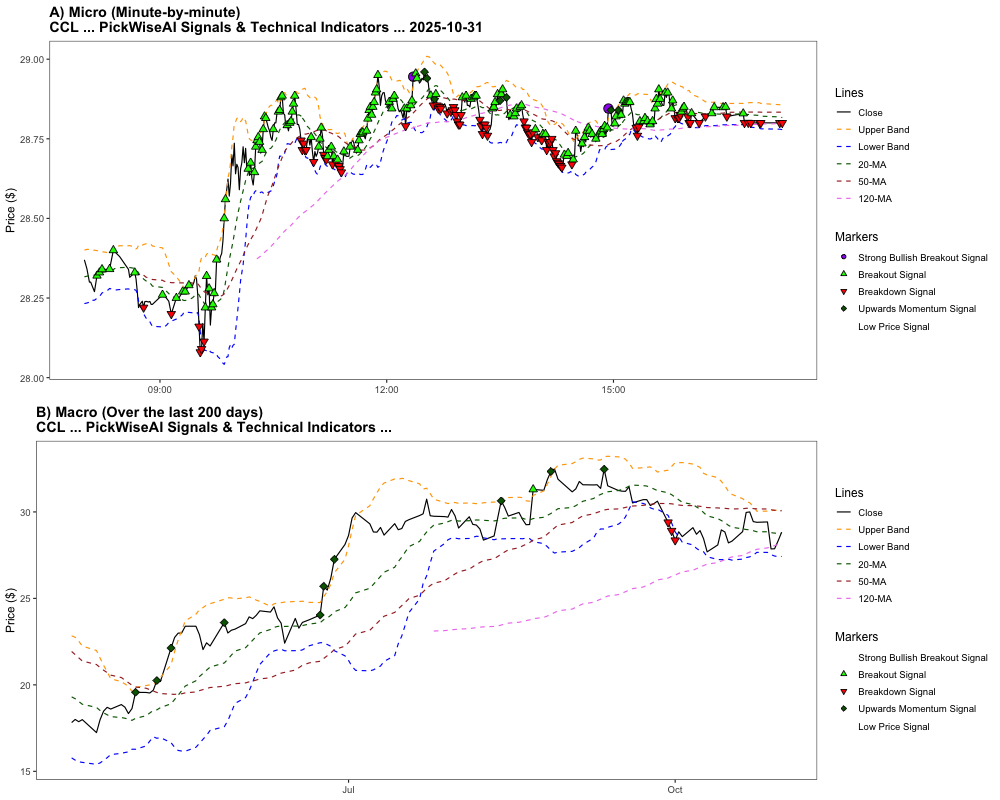 A) Micro (Minute-by-minute)
CCL ... PickWiseAI Signals & Technical Indicators ... 2025-10-31
Price ($)
29.00
28.75
28.50
28.25
28.00
09:00
12:00
15:00
Lines
Close
Upper Band
Lower Band
20-MA
50-MA
120-MA
Markers
Strong Bullish Breakout Signal
Breakout Signal
Breakdown Signal
Upwards Momentum Signal
Low Price Signal
B) Macro (Over the last 200 days)
CCL ... PickWiseAI Signals & Technical Indicators ...
Price ($)
30
25
20
15
Jul
Oct
Lines
Close
Upper Band
Lower Band
20-MA
50-MA
120-MA
Markers
Strong Bullish Breakout Signal
Breakout Signal
Breakdown Signal
Upwards Momentum Signal
Low Price Signal